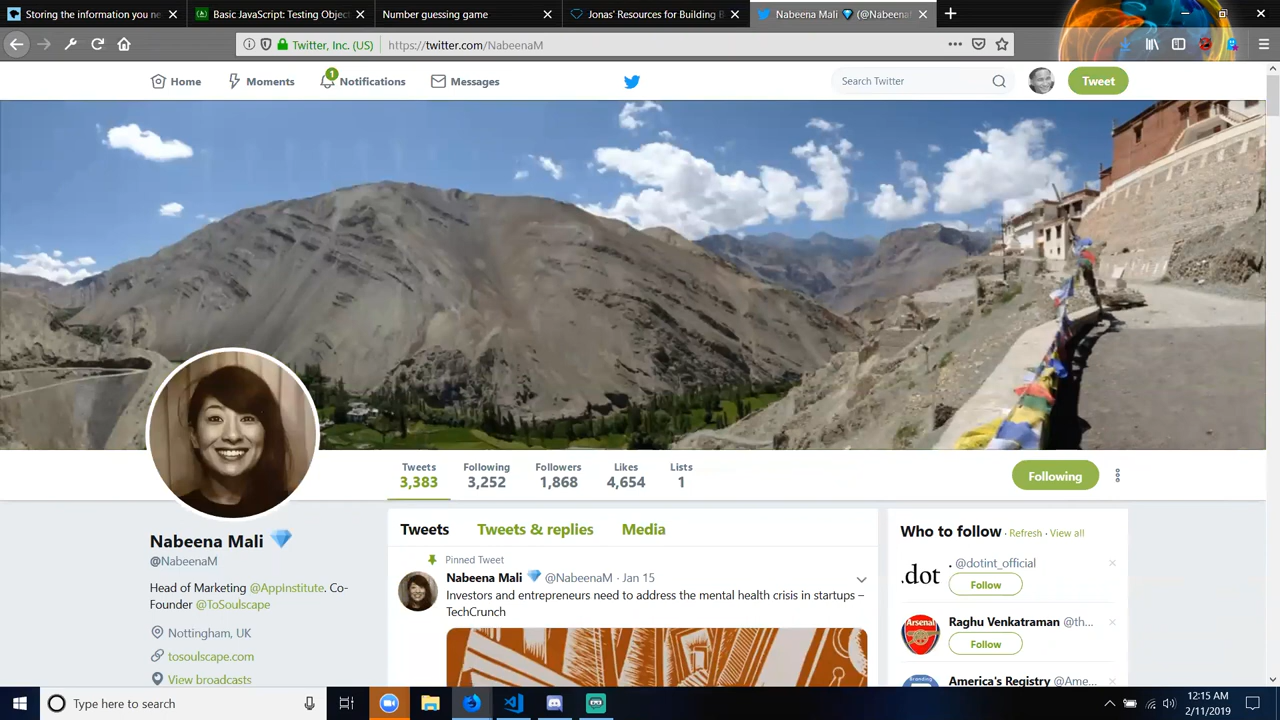 Storing the information you ne
Basic JavaScript: Testing Object
Number guessing game
Jonas' Resources for Building B
Nabeena Mali 💎 (@Nabeena
Twitter, Inc. (US)
https://twitter.com/NabeenaM
Home
Moments
1
Notifications
Messages
Search Twitter
Tweet
Tweets
3,383
Following
3,252
Followers
1,868
Likes
4,654
Lists
1
Following
Nabeena Mali 💎
@NabeenaM
Head of Marketing @AppInstitute. Co-
Founder @ToSoulscape
Nottingham, UK
tosoulscape.com
View broadcasts
Tweets
Tweets & replies
Media
Pinned Tweet
Nabeena Mali 💎 @NabeenaM · Jan 15
Investors and entrepreneurs need to address the mental health crisis in startups –
TechCrunch
Who to follow · Refresh · View all
.dot
. @dotint_official
Follow
Arsenal
Raghu Venkatraman @th...
Follow
Branding
America's Registry @Ame...
Type here to search
12:15 AM
2/11/2019